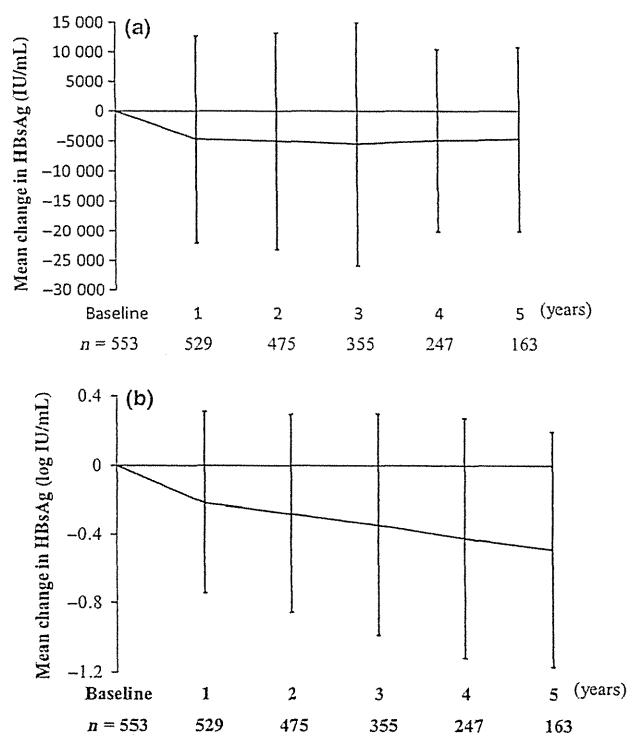 (a)
Mean change in HBsAg (IU/mL)
15 000
10 000
5000
0
−5000
−10 000
−15 000
−20 000
−25 000
−30 000
Baseline 1 2 3 4 5 (years)
n = 553 529 475 355 247 163
(b)
Mean change in HBsAg (log IU/mL)
0.4
0
−0.4
−0.8
−1.2
Baseline 1 2 3 4 5 (years)
n = 553 529 475 355 247 163